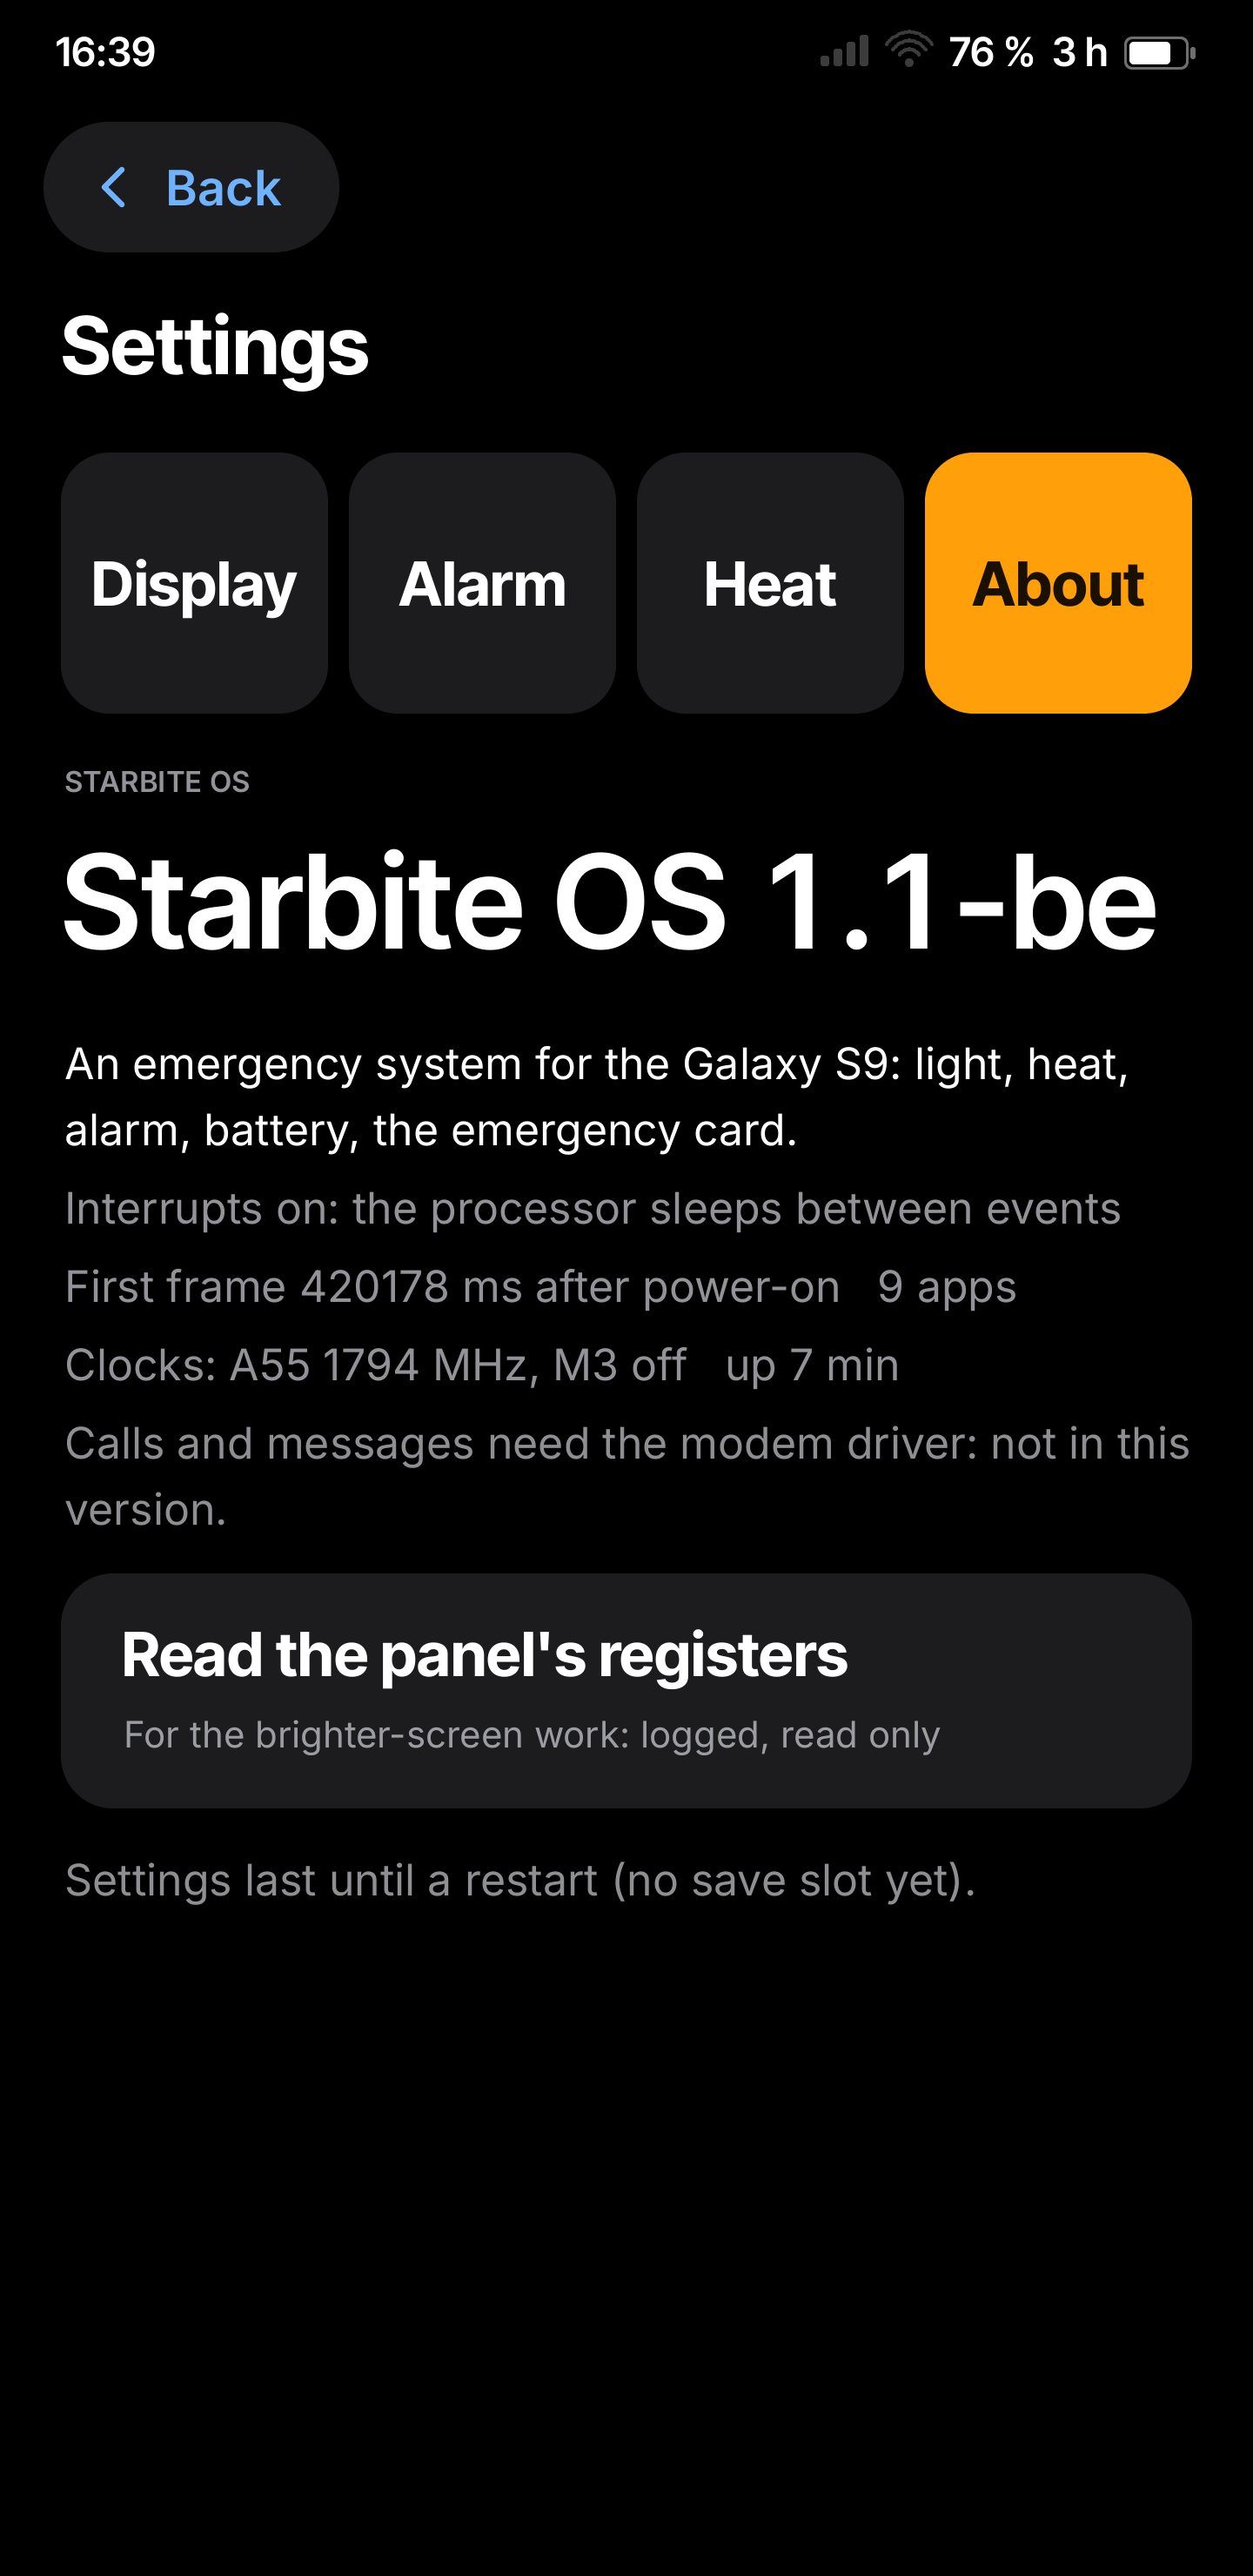 16:39 76 % 3 h
Back
Settings
Display Alarm Heat About
STARBITE OS
Starbite OS 1.1-be
An emergency system for the Galaxy S9: light, heat,
alarm, battery, the emergency card.
Interrupts on: the processor sleeps between events
First frame 420178 ms after power-on 9 apps
Clocks: A55 1794 MHz, M3 off up 7 min
Calls and messages need the modem driver: not in this
version.
Read the panel's registers
For the brighter-screen work: logged, read only
Settings last until a restart (no save slot yet).